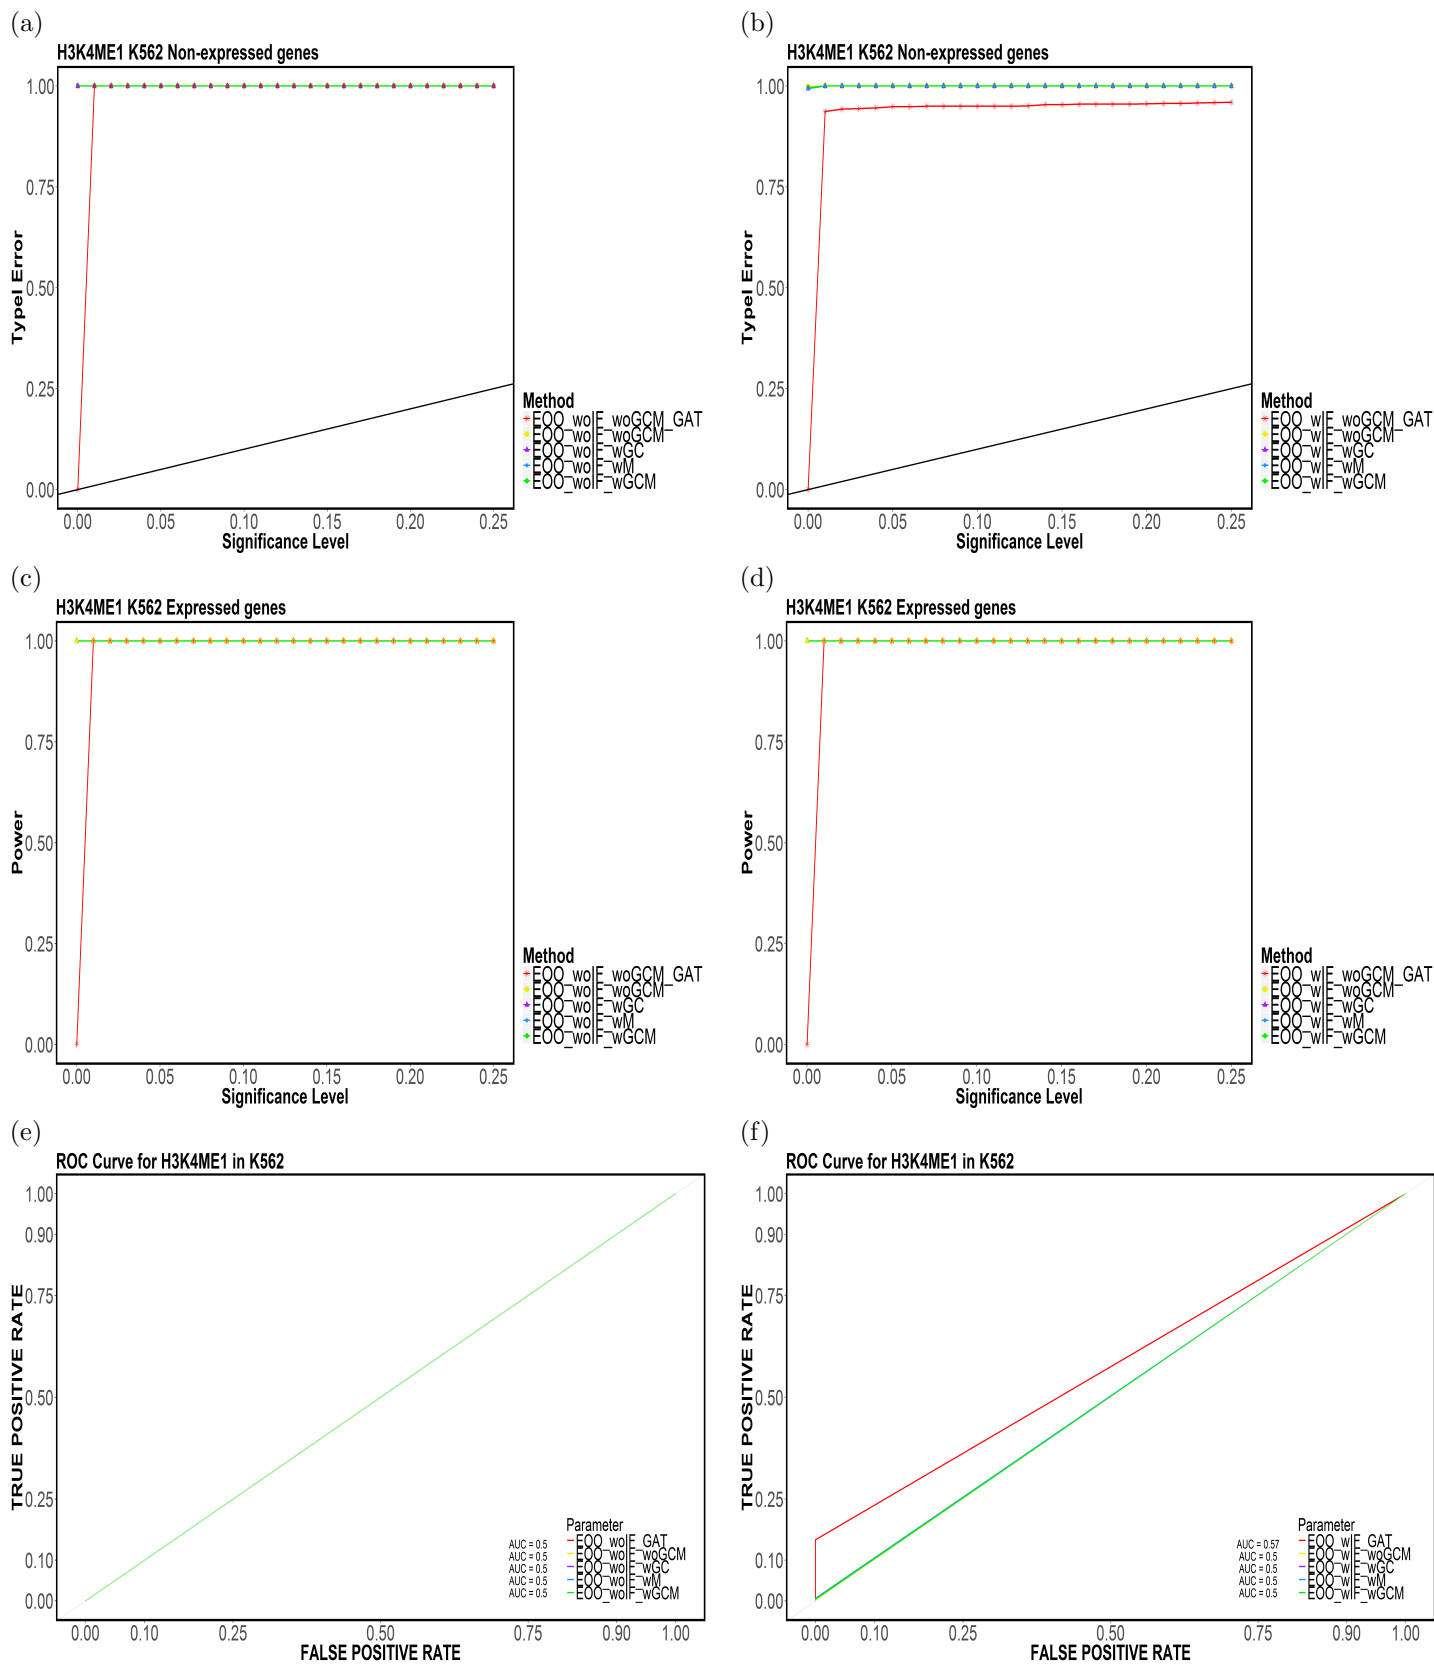 (a)
H3K4ME1 K562 Non-expressed genes
1.00
0.75
0.50
0.25
0.00
TypeI Error
0.00 0.05 0.10 0.15 0.20 0.25
Significance Level
Method
EOO_woIF_woGCM_GAT
EOO_woIF_woGCM
EOO_woIF_wGC
EOO_woIF_wM
EOO_woIF_wGCM
(b)
H3K4ME1 K562 Non-expressed genes
1.00
0.75
0.50
0.25
0.00
TypeI Error
0.00 0.05 0.10 0.15 0.20 0.25
Significance Level
Method
EOO_wIF_woGCM_GAT
EOO_wIF_woGCM
EOO_wIF_wGC
EOO_wIF_wM
EOO_wIF_wGCM
(c)
H3K4ME1 K562 Expressed genes
1.00
0.75
0.50
0.25
0.00
Power
0.00 0.05 0.10 0.15 0.20 0.25
Significance Level
Method
EOO_woIF_woGCM_GAT
EOO_woIF_woGCM
EOO_woIF_wGC
EOO_woIF_wM
EOO_woIF_wGCM
(d)
H3K4ME1 K562 Expressed genes
1.00
0.75
0.50
0.25
0.00
Power
0.00 0.05 0.10 0.15 0.20 0.25
Significance Level
Method
EOO_wIF_woGCM_GAT
EOO_wIF_woGCM
EOO_wIF_wGC
EOO_wIF_wM
EOO_wIF_wGCM
(e)
ROC Curve for H3K4ME1 in K562
1.00
0.90
0.75
0.50
0.25
0.10
0.00
TRUE POSITIVE RATE
Parameter
AUC = 0.5 EOO_woIF_GAT
AUC = 0.5 EOO_woIF_woGCM
AUC = 0.5 EOO_woIF_wGC
AUC = 0.5 EOO_woIF_wM
AUC = 0.5 EOO_woIF_wGCM
0.00 0.10 0.25 0.50 0.75 0.90 1.00
FALSE POSITIVE RATE
(f)
ROC Curve for H3K4ME1 in K562
1.00
0.90
0.75
0.50
0.25
0.10
0.00
TRUE POSITIVE RATE
Parameter
AUC = 0.57 EOO_wIF_GAT
AUC = 0.5 EOO_wIF_woGCM
AUC = 0.5 EOO_wIF_wGC
AUC = 0.5 EOO_wIF_wM
AUC = 0.5 EOO_wIF_wGCM
0.00 0.10 0.25 0.50 0.75 0.90 1.00
FALSE POSITIVE RATE